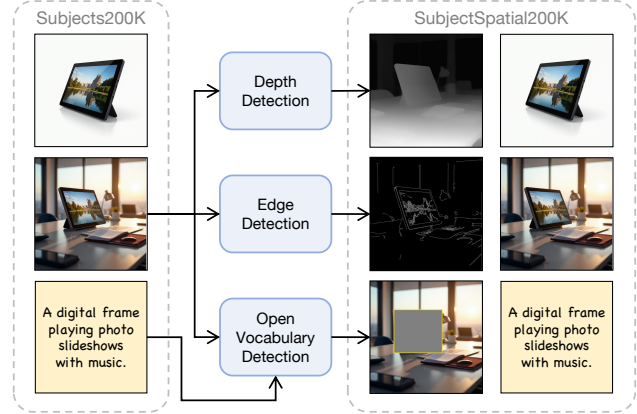 Subjects200K
SubjectSpatial200K
Depth
Detection
Edge
Detection
A digital frame
playing photo
slideshows
with music.
Open
Vocabulary
Detection
A digital frame
playing photo
slideshows
with music.